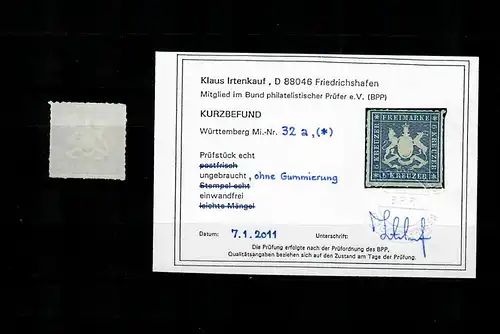 Klaus Irtenkauf, D 88046 Friedrichshafen
Mitglied im Bund philatelistischer Prüfer e.V. (BPP)
KURZBEFUND
Württemberg Mi.-Nr. 32 a, (*)
Prüfstück echt
postfrisch
ungebraucht, ohne Gummierung
Stempel echt
einwandfrei
leichte Mängel
Datum: 7.1.2011 Unterschrift:
Die Prüfung erfolgte nach der Prüfordnung des BPP,
Qualitätsangaben beziehen sich auf den Zustand am Tage der Prüfung.
FREIMARKE
KREUZER
6 KREUZER
BPP